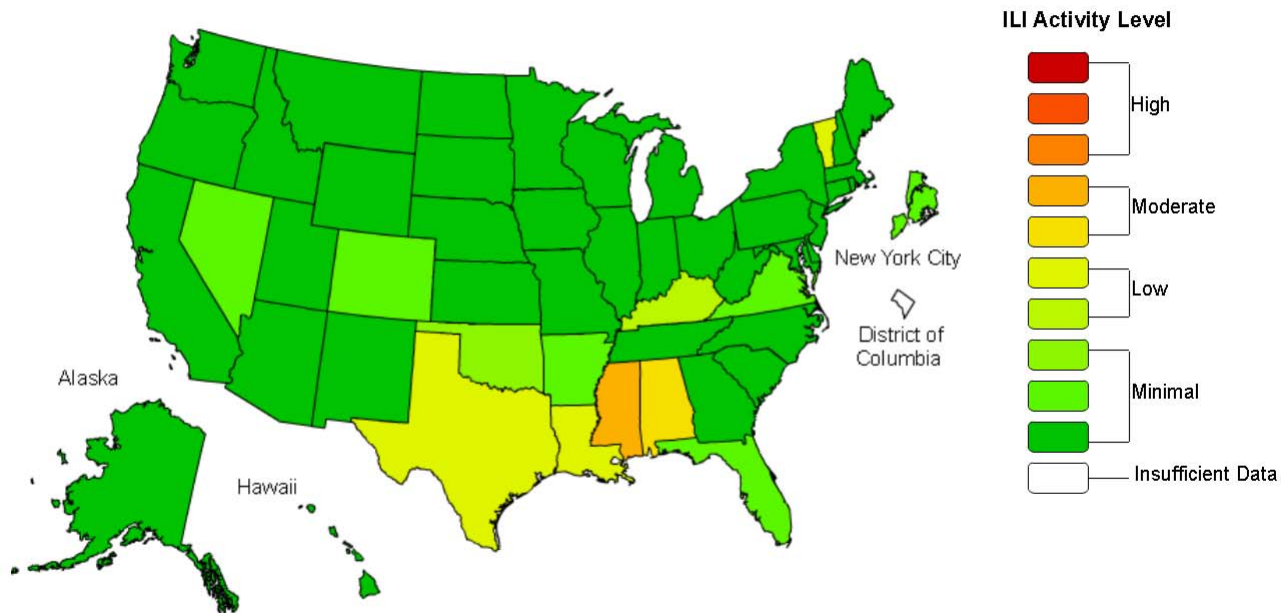 ILI Activity Level
High
Moderate
Low
Minimal
Insufficient Data
New York City
District of
Columbia
Alaska
Hawaii